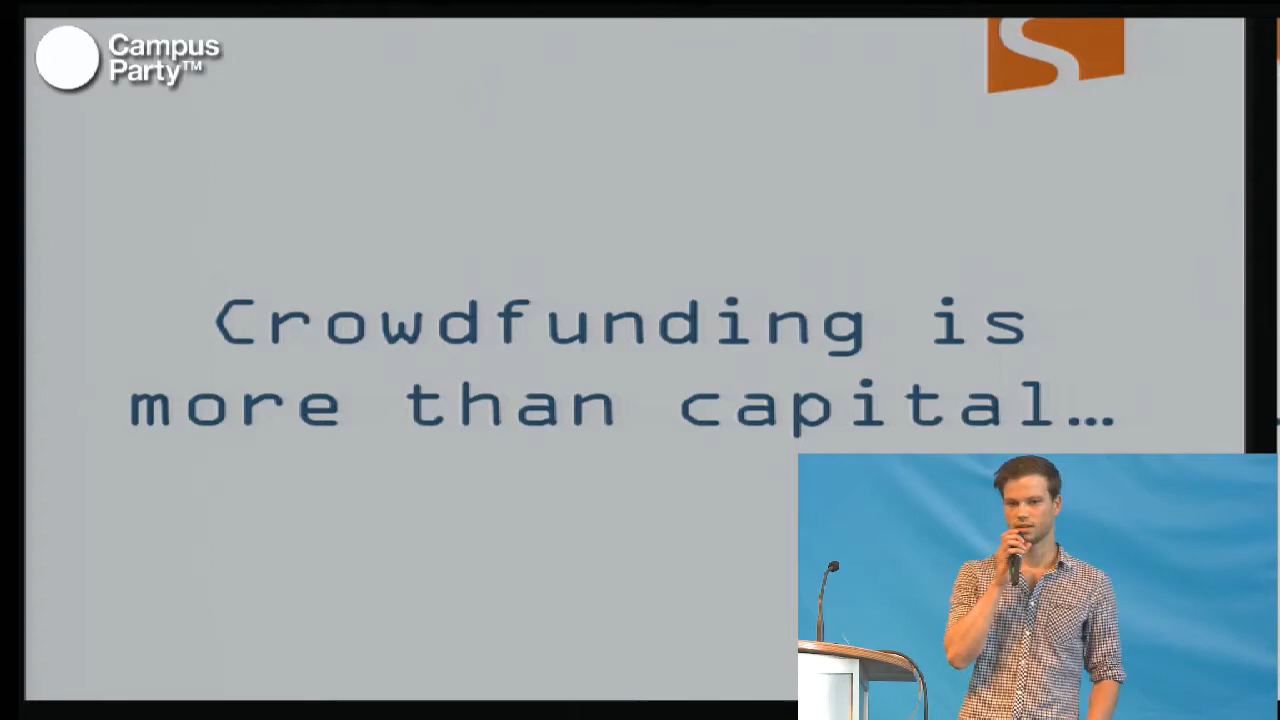 Campus
Party™
S
Crowdfunding is
more than capital…